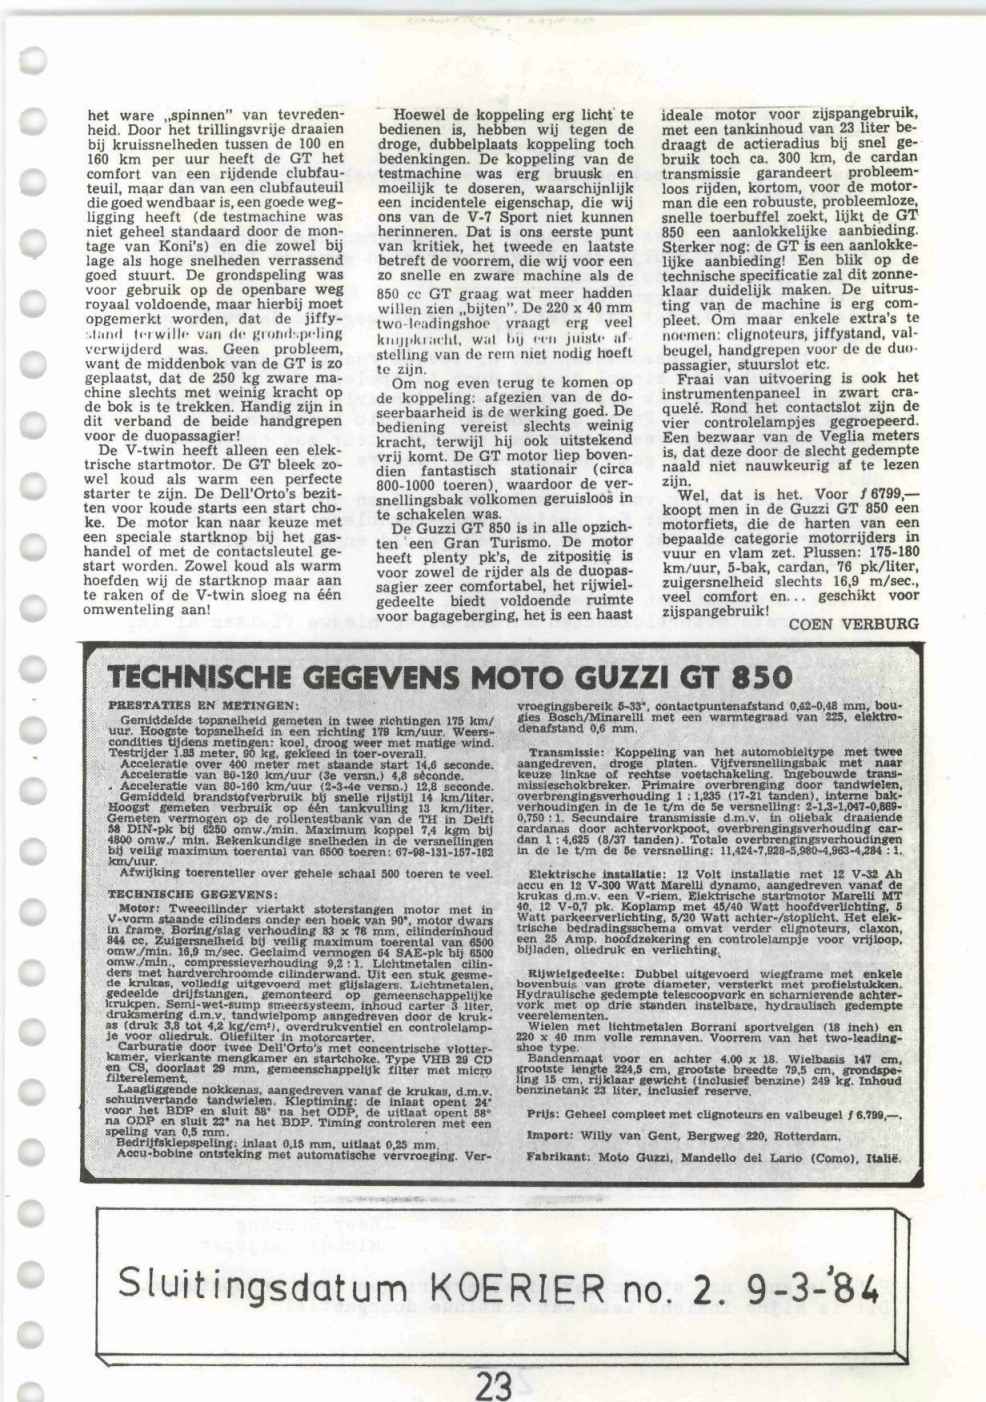 het ware „spinnen” van tevreden-
heid. Door het trillingsvrije draaien
bij kruissnelheden tussen de 100 en
160 km per uur heeft de GT het
comfort van een rijdende clubfau-
teuil, maar dan van een clubfauteuil
die goed wendbaar is, een goede weg-
ligging heeft (de testmachine was
niet geheel standaard door de mon-
tage van Koni's) en die zowel bij
lage als hoge snelheden verrassend
goed stuurt. De grondspeling was
voor gebruik op de openbare weg
royaal voldoende, maar hierbij moet
opgemerkt worden, dat de jiffy-
stand terwille van de grondspeling
verwijderd was. Geen probleem,
want de middenbok van de GT is zo
geplaatst, dat de 250 kg zware ma-
chine slechts met weinig kracht op
de bok is te trekken. Handig zijn in
dit verband de beide handgrepen
voor de duopassagier!
De V-twin heeft alleen een elek-
trische startmotor. De GT bleek zo-
wel koud als warm een perfecte
starter te zijn. De Dell'Orto's bezit-
ten voor koude starts een start cho-
ke. De motor kan naar keuze met
een speciale startknop bij het gas-
handel of met de contactsleutel ge-
start worden. Zowel koud als warm
hoefden wij de startknop maar aan
te raken of de V-twin sloeg na één
omwenteling aan!
Hoewel de koppeling erg licht te
bedienen is, hebben wij tegen de
droge, dubbelplaats koppeling toch
bedenkingen. De koppeling van de
testmachine was erg bruusk en
moeilijk te doseren, waarschijnlijk
een incidentele eigenschap, die wij
ons van de V-7 Sport niet kunnen
herinneren. Dat is ons eerste punt
van kritiek, het tweede en laatste
betreft de voorrem, die wij voor een
zo snelle en zware machine als de
850 cc GT graag wat meer hadden
willen zien „bijten”. De 220 x 40 mm
two-leadingshoe vraagt erg veel
knijpkracht, wat bij een juiste af-
stelling van de rem niet nodig hoeft
te zijn.
Om nog even terug te komen op
de koppeling: afgezien van de do-
seerbaarheid is de werking goed. De
bediening vereist slechts weinig
kracht, terwijl hij ook uitstekend
vrij komt. De GT motor liep boven-
dien fantastisch stationair (circa
800-1000 toeren), waardoor de ver-
snellingsbak volkomen geruisloos in
te schakelen was.
De Guzzi GT 850 is in alle opzich-
ten een Gran Turismo. De motor
heeft plenty pk's, de zitpositie is
voor zowel de rijder als de duopas-
sagier zeer comfortabel, het rijwiel-
gedeelte biedt voldoende ruimte
voor bagageberging, het is een haast
ideale motor voor zijspangebruik,
met een tankinhoud van 23 liter be-
draagt de actieradius bij snel ge-
bruik toch ca. 300 km, de cardan
transmissie garandeert probleem-
loos rijden, kortom, voor de motor-
man die een robuuste, probleemloze,
snelle toerbuffel zoekt, lijkt de GT
850 een aanlokkelijke aanbieding.
Sterker nog: de GT is een aanlokke-
lijke aanbieding! Een blik op de
technische specificatie zal dit zonne-
klaar duidelijk maken. De uitrus-
ting van de machine is erg com-
pleet. Om maar enkele extra's te
noemen: clignoteurs, jiffystand, val-
beugel, handgrepen voor de de duo-
passagier, stuurslot etc.
Fraai van uitvoering is ook het
instrumentenpaneel in zwart cra-
quelé. Rond het contactslot zijn de
vier controlelampjes gegroepeerd.
Een bezwaar van de Veglia meters
is, dat deze door de slecht gedempte
naald niet nauwkeurig af te lezen
zijn.
Wel, dat is het. Voor ƒ 6799,—
koopt men in de Guzzi GT 850 een
motorfiets, die de harten van een
bepaalde categorie motorrijders in
vuur en vlam zet. Plussen: 175-180
km/uur, 5-bak, cardan, 76 pk/liter,
zuigersnelheid slechts 16,9 m/sec.,
veel comfort en... geschikt voor
zijspangebruik!
COEN VERBURG
TECHNISCHE GEGEVENS MOTO GUZZI GT 850
PRESTATIES EN METINGEN:
Gemiddelde topsnelheid gemeten in twee richtingen 175 km/
uur. Hoogste topsnelheid in een richting 179 km/uur. Weers-
condities tijdens metingen: koel, droog weer met matige wind.
Testrijder 1.85 meter, 90 kg, gekleed in toer-overall.
Acceleratie over 400 meter met staande start 14,6 seconde.
Acceleratie van 80-120 km/uur (3e versn.) 4,8 séconde.
Acceleratie van 80-160 km/uur (2-3-4e versn.) 12,8 seconde.
Gemiddeld brandstofverbruik bij snelle rijstijl 14 km/liter.
Hoogst gemeten verbruik op één tankvulling 13 km/liter.
Gemeten vermogen op de rollentestbank van de TH in Delft
58 DIN-pk bij 6250 omw./min. Maximum koppel 7,4 kgm bij
4800 omw./ min. Rekenkundige snelheden in de versnellingen
bij veilig maximum toerental van 6500 toeren: 67-98-131-157-182
km/uur.
Afwijking toerenteller over gehele schaal 500 toeren te veel.
TECHNISCHE GEGEVENS:
Motor: Tweecilinder viertakt stoterstangen motor met in
V-vorm staande cilinders onder een hoek van 90°, motor dwars
in frame. Boring/slag verhouding 83 x 78 mm, cilinderinhoud
844 cc. Zuigersnelheid bij veilig maximum toerental van 6500
omw./min. 16,9 m/sec. Geclaimd vermogen 64 SAE-pk bij 6500
omw./min., compressieverhouding 9,2 : 1. Lichtmetalen cilin-
ders met hardverchroomde cilinderwand. Uit een stuk gesme-
de krukas, volledig uitgevoerd met glijslagers. Lichtmetalen,
gedeelde drijfstangen, gemonteerd op gemeenschappelijke
krukpen. Semi-wet-sump smeersysteem, inhoud carter 3 liter,
druksmering d.m.v. tandwielpomp aangedreven door de kruk-
as (druk 3,8 tot 4,2 kg/cm²), overdrukventiel en controlelamp-
je voor oliedruk. Oliefilter in motorcarter.
Carburatie door twee Dell'Orto's met concentrische vlotter-
kamer, vierkante mengkamer en startchoke. Type VHB 29 CD
en CS, doorlaat 29 mm, gemeenschappelijk filter met micro
filterelement.
Laagliggende nokkenas, aangedreven vanaf de krukas, d.m.v.
schuinvertande tandwielen. Kleptiming: de inlaat opent 24°
voor het BDP en sluit 58° na het ODP, de uitlaat opent 58°
na ODP en sluit 22° na het BDP. Timing controleren met een
speling van 0,5 mm.
Bedrijfsklepspeling: inlaat 0,15 mm, uitlaat 0,25 mm.
Accu-bobine ontsteking met automatische vervroeging. Ver-
vroegingsbereik 5-33°, contactpuntenafstand 0,42-0,48 mm, bou-
gies Bosch/Minarelli met een warmtegraad van 225, elektro-
denafstand 0,6 mm.
Transmissie: Koppeling van het automobieltype met twee
aangedreven, droge platen. Vijfversnellingsbak met naar
keuze linkse of rechtse voetschakeling. Ingebouwde trans-
missieschokbreker. Primaire overbrenging door tandwielen,
overbrengingsverhouding 1 : 1,235 (17-21 tanden), interne bak-
verhoudingen in de 1e t/m de 5e versnelling: 2-1,3-1,047-0,869-
0,750 : 1. Secundaire transmissie d.m.v. in oliebak draaiende
cardanas door achtervorkpoot, overbrengingsverhouding car-
dan 1 : 4,625 (8/37 tanden). Totale overbrengingsverhoudingen
in de 1e t/m de 5e versnelling: 11,424-7,928-5,980-4,963-4,284 : 1.
Elektrische installatie: 12 Volt installatie met 12 V-32 Ah
accu en 12 V-300 Watt Marelli dynamo, aangedreven vanaf de
krukas d.m.v. een V-riem. Elektrische startmotor Marelli MT
40, 12 V-0,7 pk. Koplamp met 45/40 Watt hoofdverlichting, 5
Watt parkeerverlichting, 5/20 Watt achter-/stoplicht. Het elek-
trische bedradingsschema omvat verder clignoteurs, claxon,
een 25 Amp. hoofdzekering en controlelampje voor vrijloop,
bijladen, oliedruk en verlichting.
Rijwielgedeelte: Dubbel uitgevoerd wiegframe met enkele
bovenbuis van grote diameter, versterkt met profielstukken.
Hydraulische gedempte telescoopvork en scharnierende achter-
vork met op drie standen instelbare, hydraulisch gedempte
veerelementen.
Wielen met lichtmetalen Borrani sportvelgen (18 inch) en
220 x 40 mm volle remnaven. Voorrem van het two-leading-
shoe type.
Bandenmaat voor en achter 4.00 x 18. Wielbasis 147 cm,
grootste lengte 224,5 cm, grootste breedte 79,5 cm, grondspe-
ling 15 cm, rijklaar gewicht (inclusief benzine) 249 kg. Inhoud
benzinetank 23 liter, inclusief reserve.
Prijs: Geheel compleet met clignoteurs en valbeugel ƒ 6.799,—.
Import: Willy van Gent, Bergweg 220, Rotterdam.
Fabrikant: Moto Guzzi, Mandello del Lario (Como), Italië.
Sluitingsdatum KOERIER no. 2. 9-3-'84
23